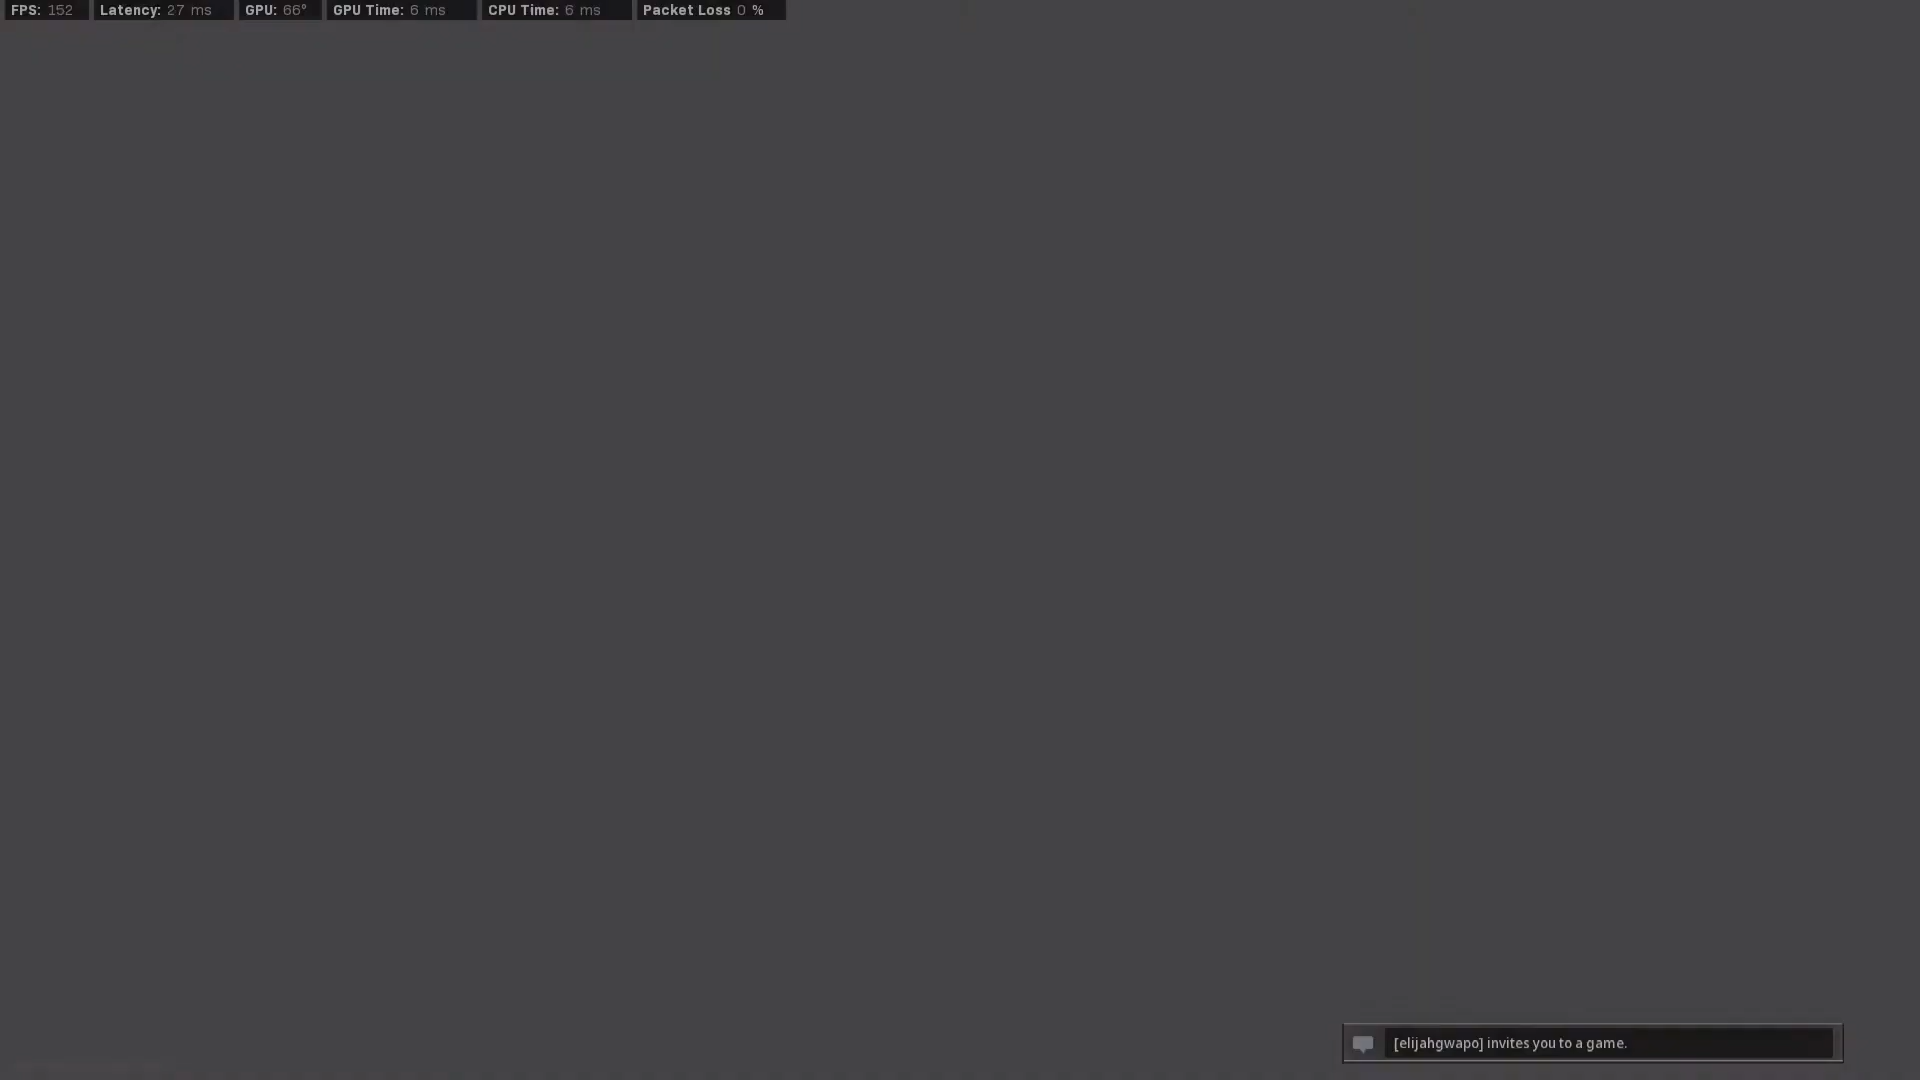 FPS: 152 Latency: 27 ms GPU: 66° GPU Time: 6 ms CPU Time: 6 ms Packet Loss 0 %
[elijahgwapo] invites you to a game.